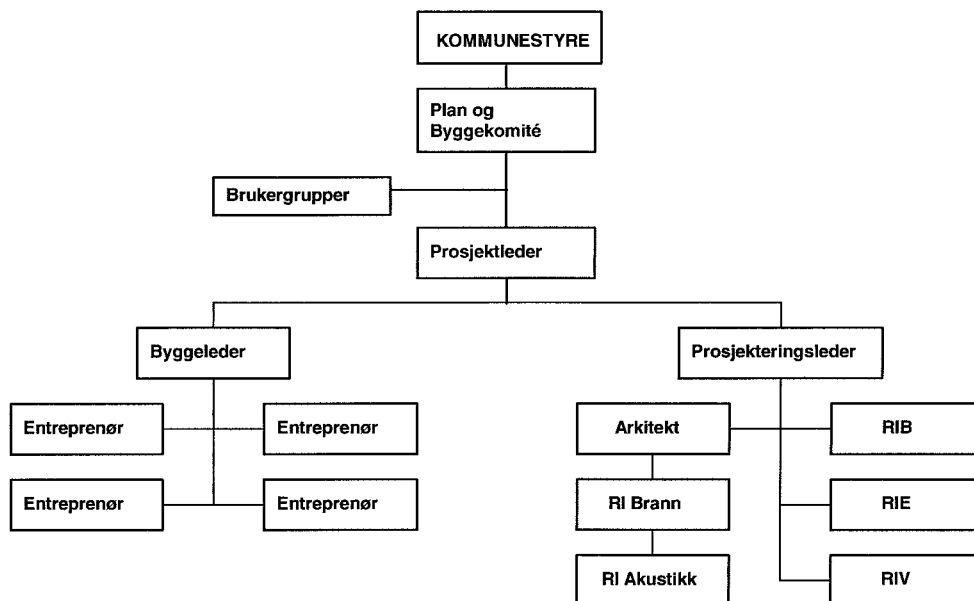 KOMMUNESTYRE
Plan og
Byggekomité
Brukergrupper
Prosjektleder
Byggeleder
Prosjekteringsleder
Entreprenør
Entreprenør
Arkitekt
RIB
Entreprenør
Entreprenør
RI Brann
RIE
RI Akustikk
RIV